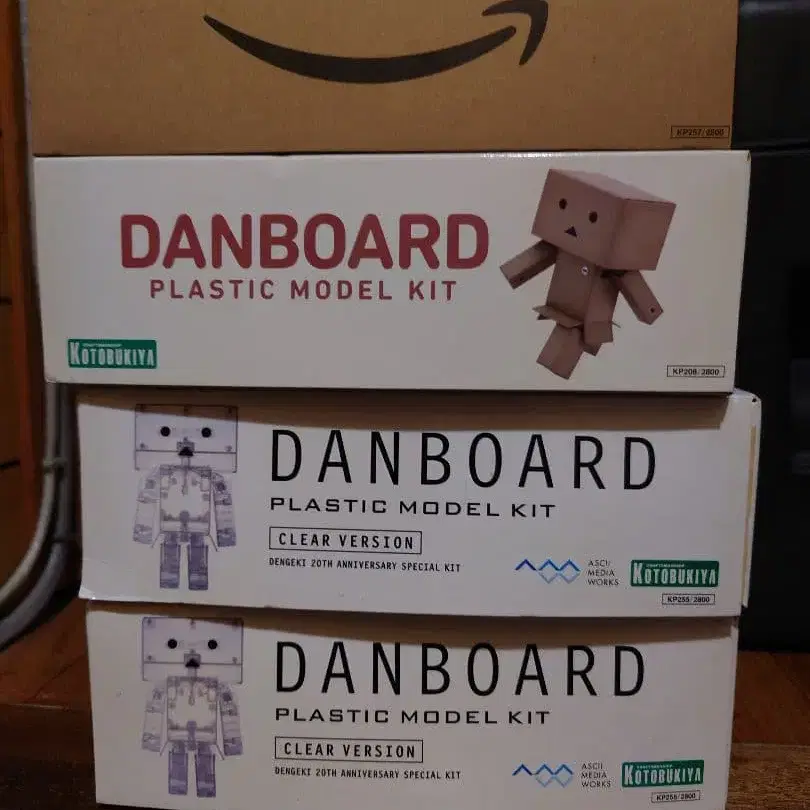 KP257/2800
DANBOARD
PLASTIC MODEL KIT
KOTOBUKIYA
KP208/2800
DANBOARD
PLASTIC MODEL KIT
CLEAR VERSION
DENGEKI 20TH ANNIVERSARY SPECIAL KIT
ASCII
MEDIA
WORKS
KOTOBUKIYA
KP255/2800
DANBOARD
PLASTIC MODEL KIT
CLEAR VERSION
DENGEKI 20TH ANNIVERSARY SPECIAL KIT
ASCII
MEDIA
WORKS
KOTOBUKIYA
KP255/2800